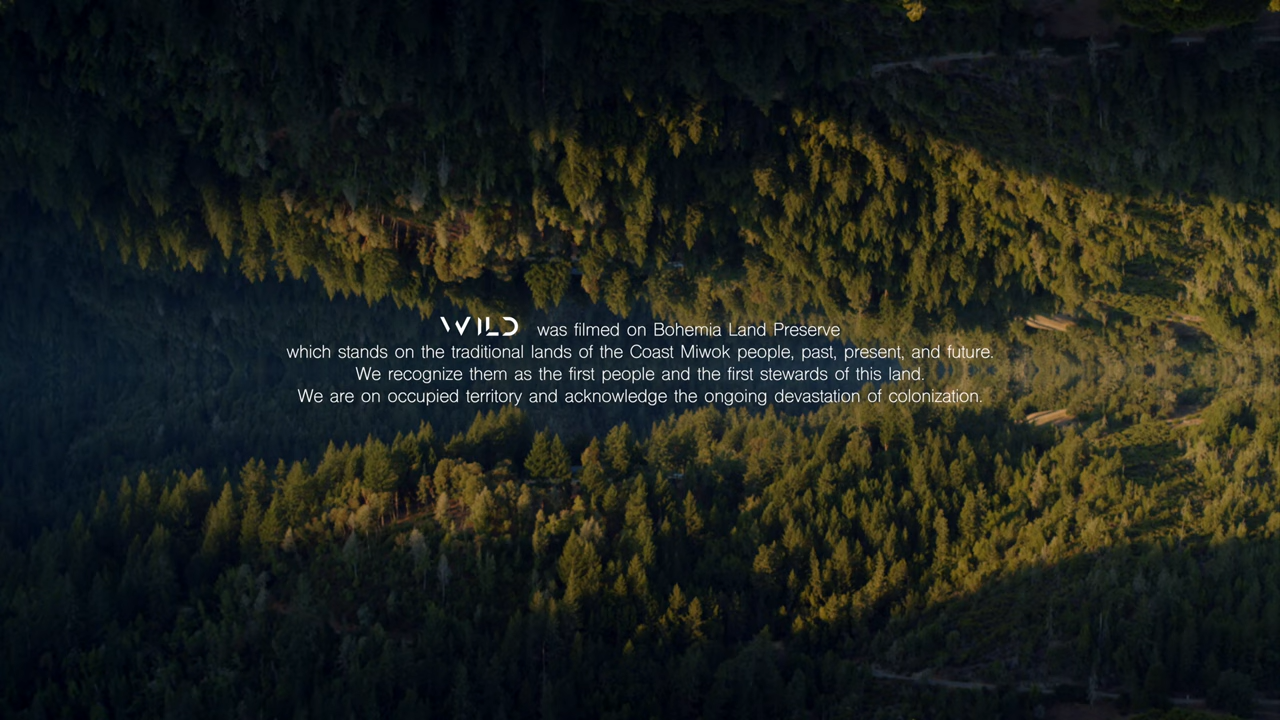 WILD was filmed on Bohemia Land Preserve
which stands on the traditional lands of the Coast Miwok people, past, present, and future.
We recognize them as the first people and the first stewards of this land.
We are on occupied territory and acknowledge the ongoing devastation of colonization.